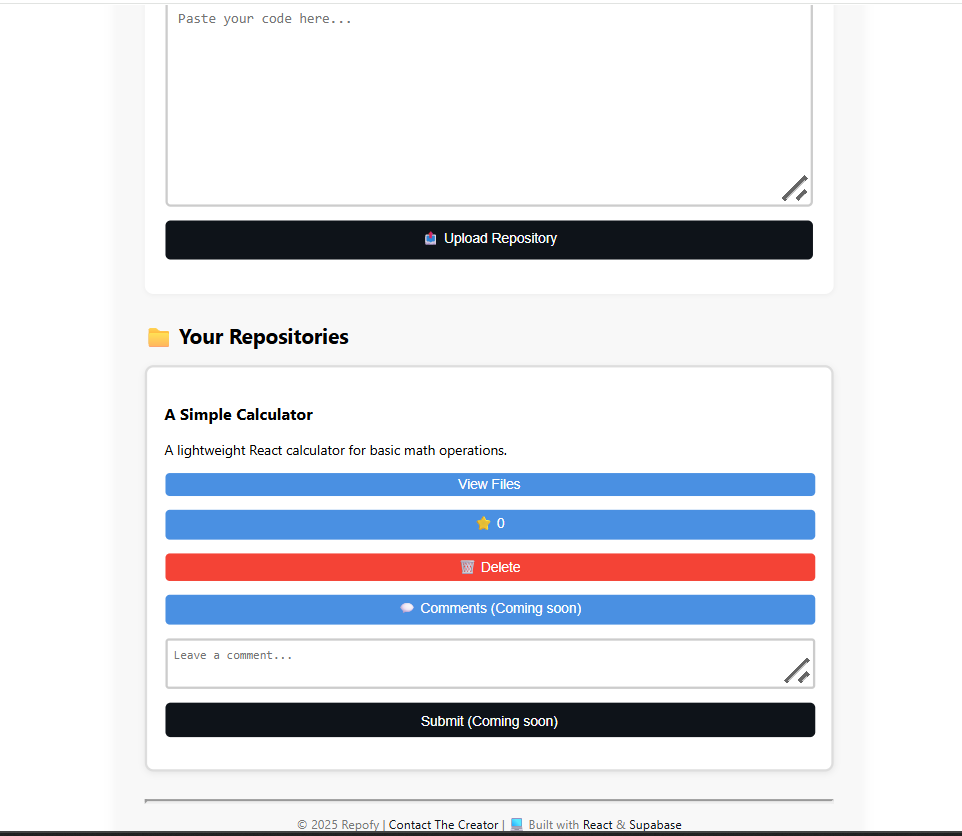 Paste your code here...
📤 Upload Repository
📁 Your Repositories
A Simple Calculator
A lightweight React calculator for basic math operations.
View Files
⭐ 0
🗑️ Delete
💬 Comments (Coming soon)
Leave a comment...
Submit (Coming soon)
© 2025 Repofy | Contact The Creator | 💻 Built with React & Supabase